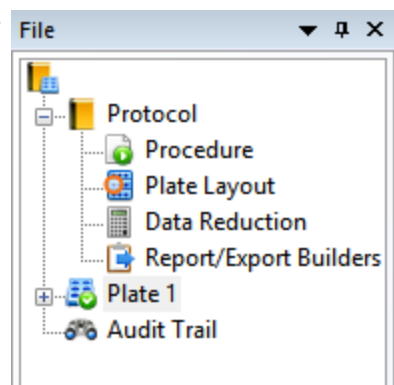 File
Protocol
Procedure
Plate Layout
Data Reduction
Report/Export Builders
Plate 1
Audit Trail